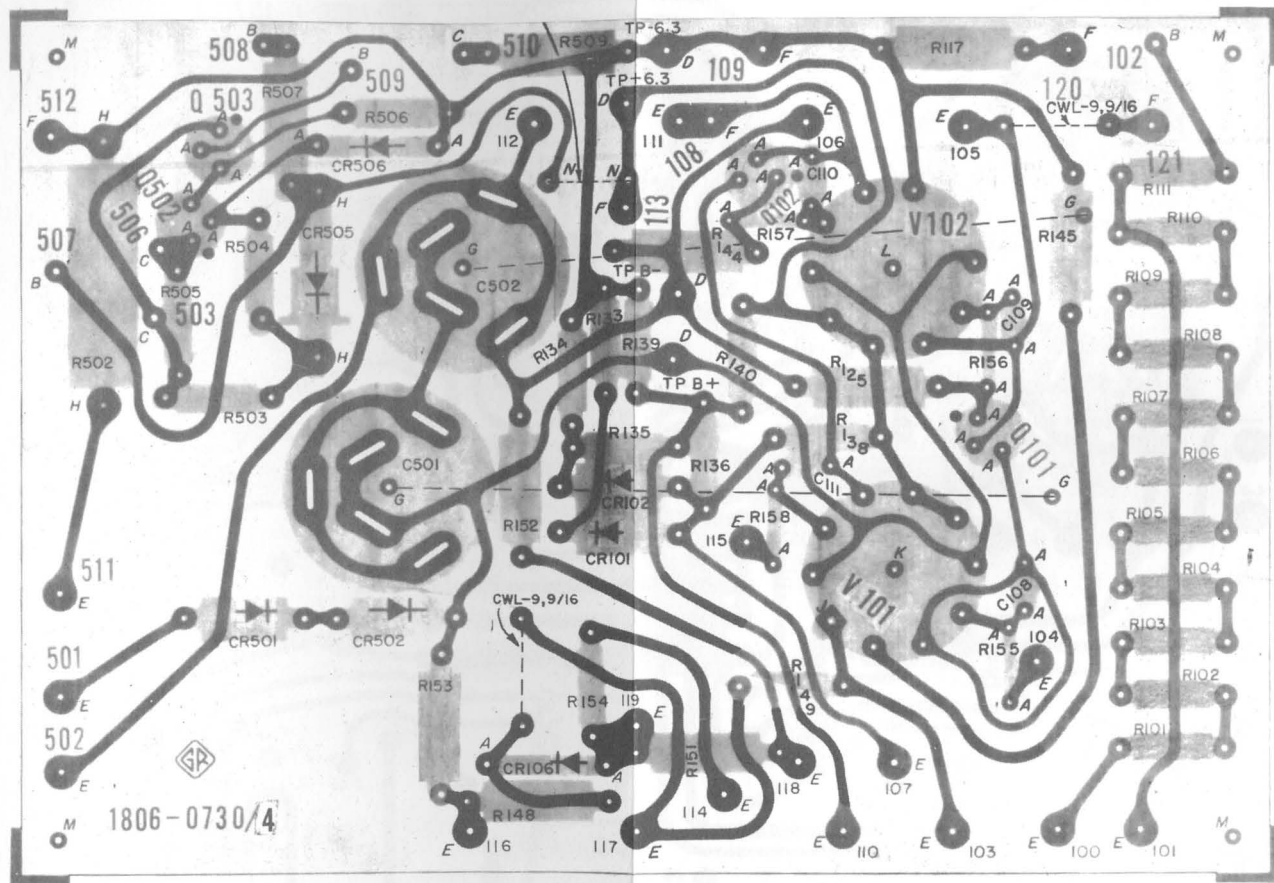 M
B
508
C
510
R509
TP-6.3
D
109
F
R117
F
102
B
M
512
F
H
Q 503
A
R507
B
509
R506
A
CR506
TP+6.3
D
E
112
E
111
F
E
106
108
A
A
C110
120
CWL-9,9/16
E
105
F
121
R111
A
A
A
Q502
A
A
506
507
B
C
R505
503
C
R504
H
CR505
N
N
F
113
A
Q102
A
R157
R144
V102
L
G
R145
R110
G
C502
TP B-
D
R133
R134
R139
D
R140
R125
A
A
C109
A
R156
R109
R108
R107
R502
R503
H
H
TP B+
R138
A
A
Q101
A
A
R106
C501
G
R135
R136
CR102
CR101
R152
A
A
R158
C111
A
E
115
A
G
R105
R104
K
V101
J
A
C108
A
A
R155
104
E
A
R103
R102
R101
511
E
CR501
CR502
CWL-9,9/16
501
E
502
E
R153
R154
119
E
R149
A
CR106
A
R151
118
E
E
107
GR
1806-0730/4
R148
114
E
M
E
116
117
E
E
110
E
103
E
100
E
101
M